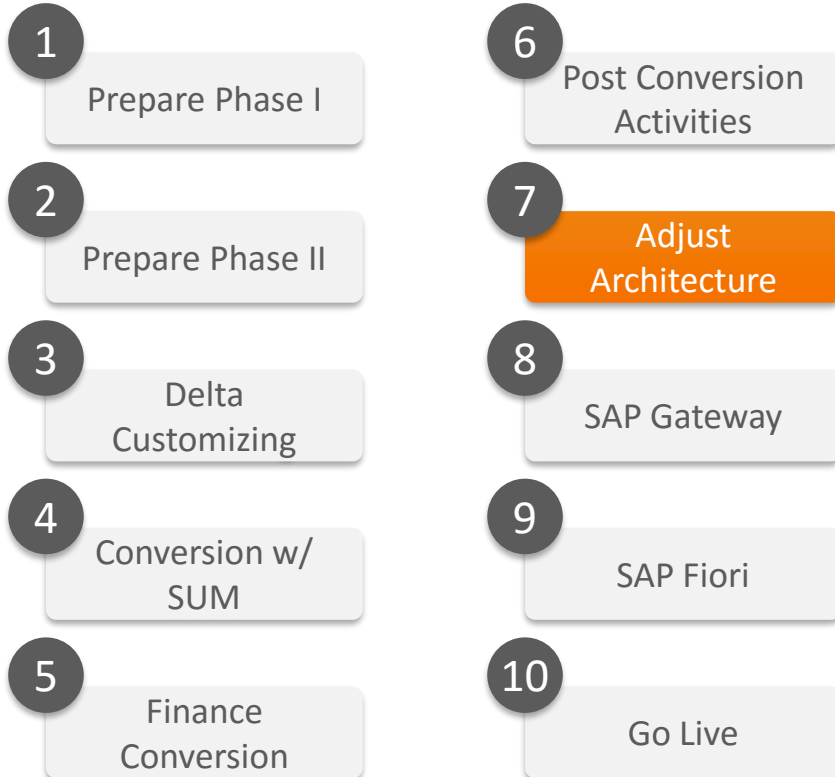 1
Prepare Phase I
2
Prepare Phase II
3
Delta
Customizing
4
Conversion w/
SUM
5
Finance
Conversion
6
Post Conversion
Activities
7
Adjust
Architecture
8
SAP Gateway
9
SAP Fiori
10
Go Live